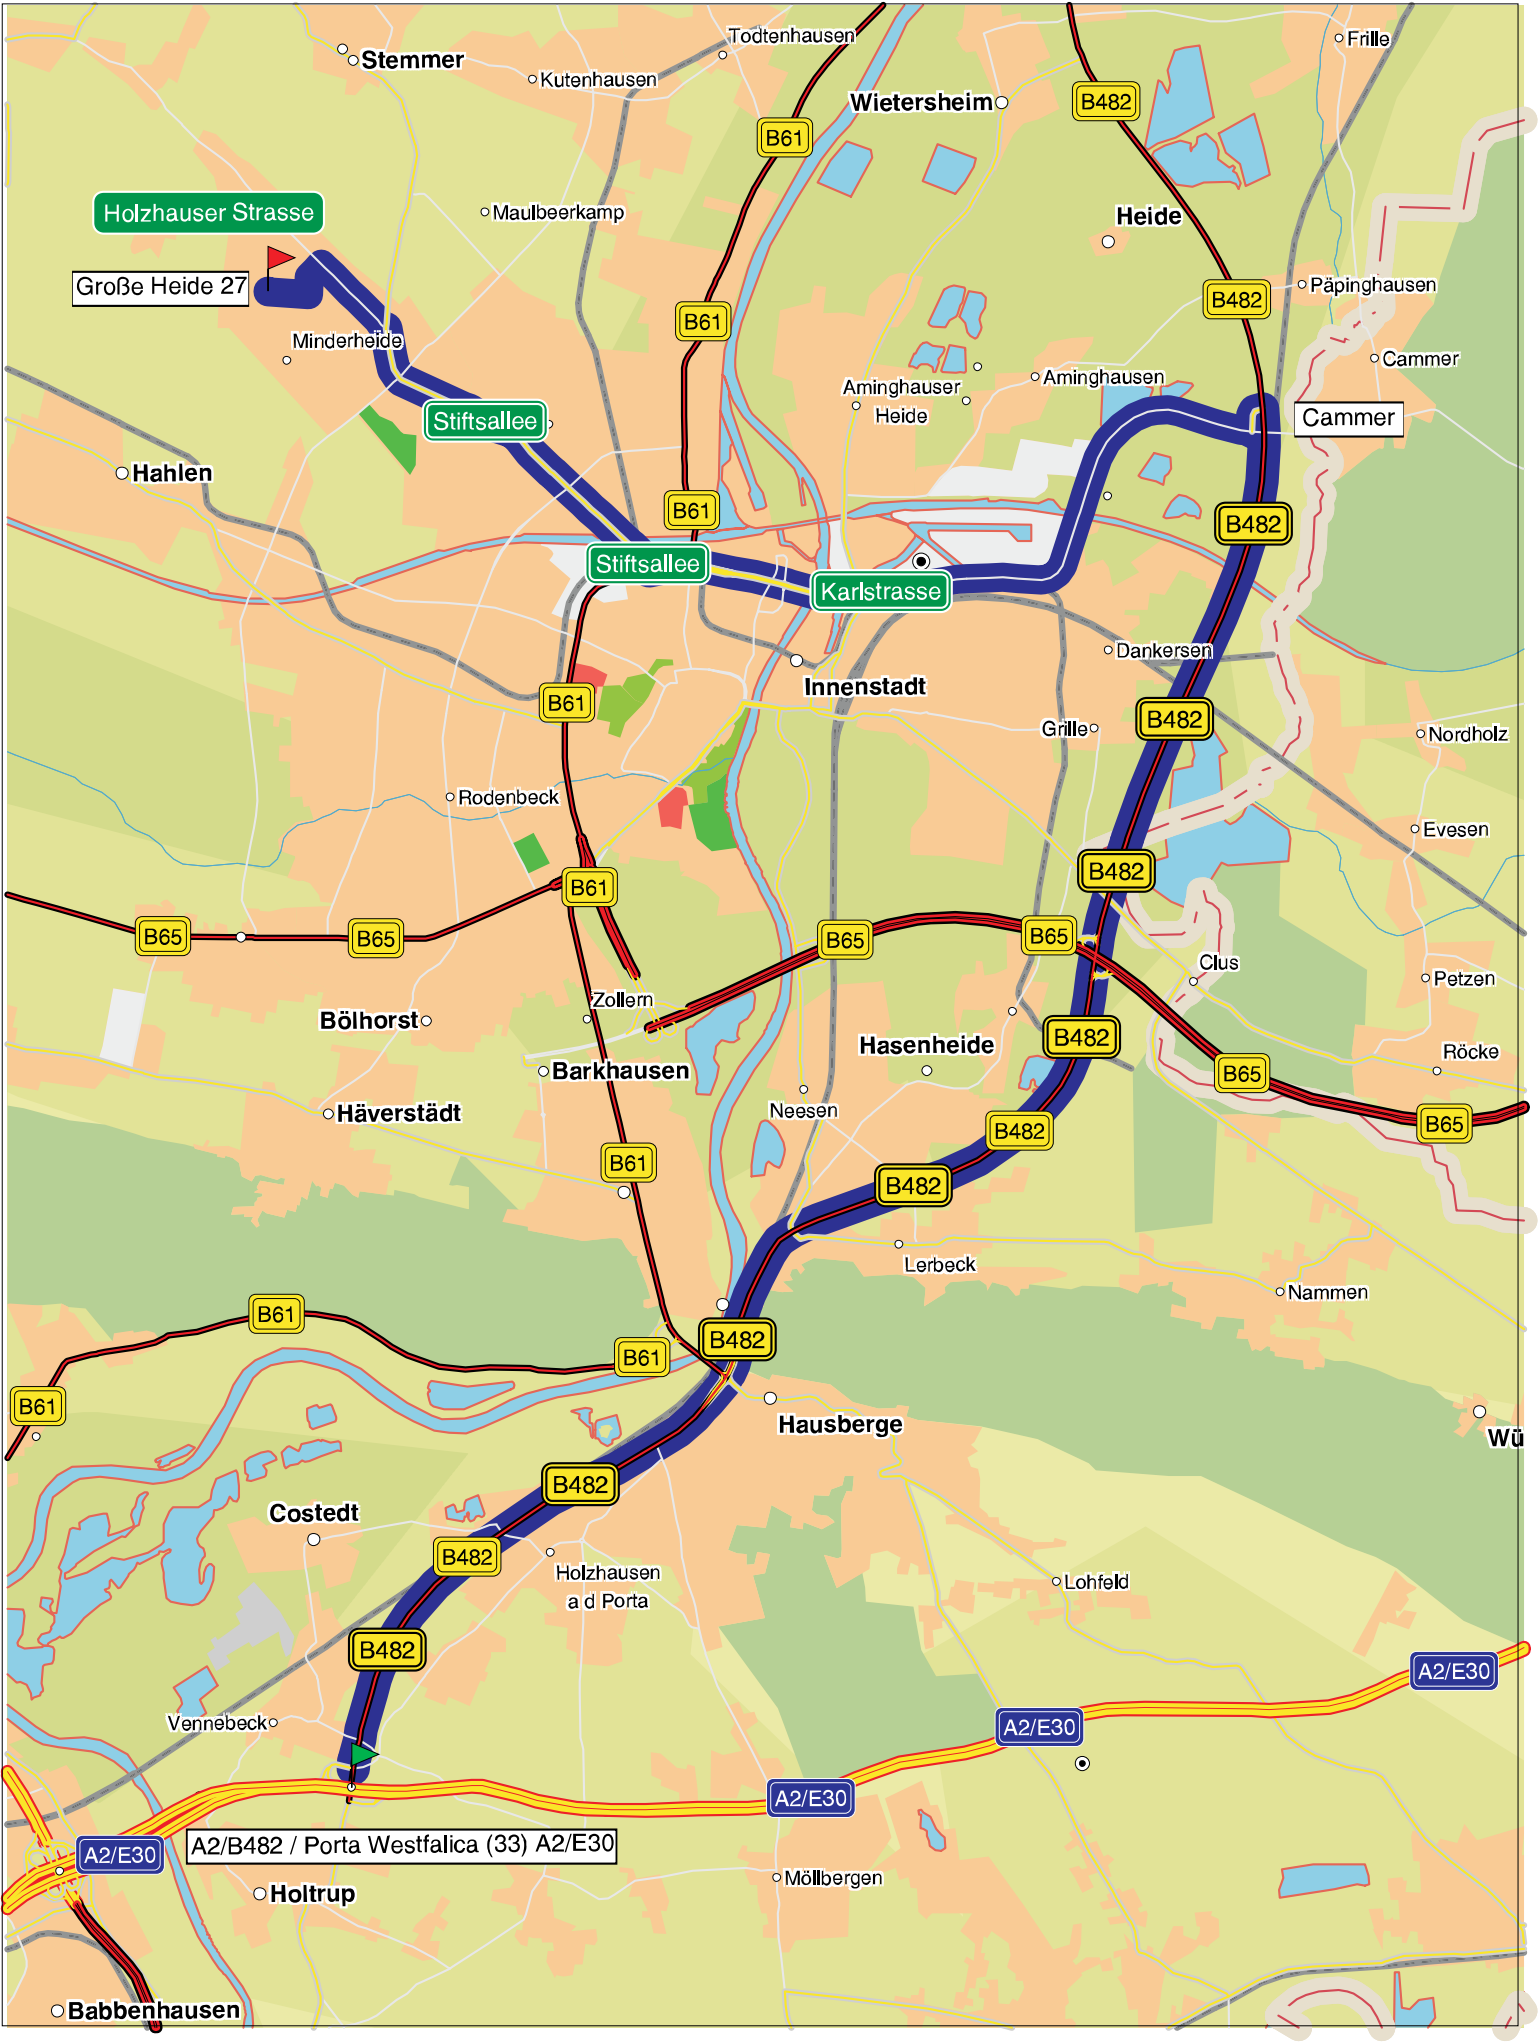 Todtenhausen
Frille
Stemmer
Kutenhausen
Wietersheim
B482
B61
Holzhauser Strasse
Maulbeerkamp
Heide
Große Heide 27
B482
Päpinghausen
B61
Minderheide
Cammer
Aminghauser
Heide
Aminghausen
Stiftsallee
Cammer
Hahlen
B61
B482
Stiftsallee
Karlstrasse
Dankersen
Innenstadt
B61
B482
Grille
Nordholz
Rodenbeck
Evesen
B482
B61
B65
B65
B65
B65
Clus
Petzen
Zollern
Bölhorst
B482
Hasenheide
Röcke
Barkhausen
B65
Häverstädt
Neesen
B482
B65
B61
B482
Lerbeck
Nammen
B61
B482
B61
B61
Hausberge
Wü
B482
Costedt
B482
Holzhausen
a d Porta
Lohfeld
B482
A2/E30
Vennebeck
A2/E30
A2/E30
A2/E30
A2/B482 / Porta Westfalica (33) A2/E30
Möllbergen
Holtrup
Babbenhausen